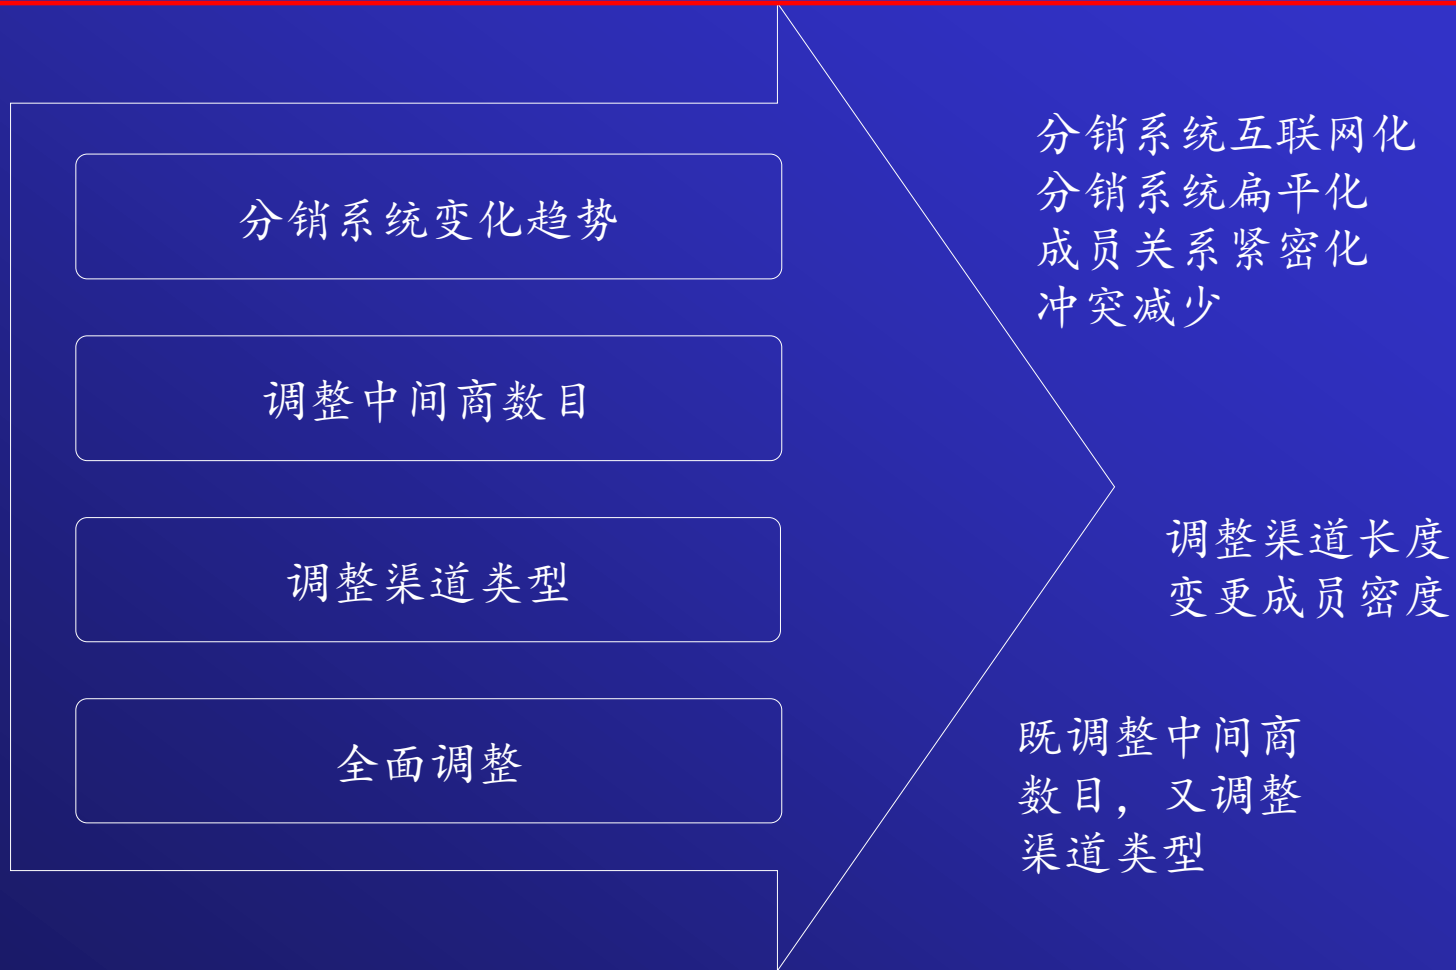 分销系统变化趋势
调整中间商数目
调整渠道类型
全面调整
分销系统互联网化
分销系统扁平化
成员关系紧密化
冲突减少
调整渠道长度
变更成员密度
既调整中间商
数目，又调整
渠道类型